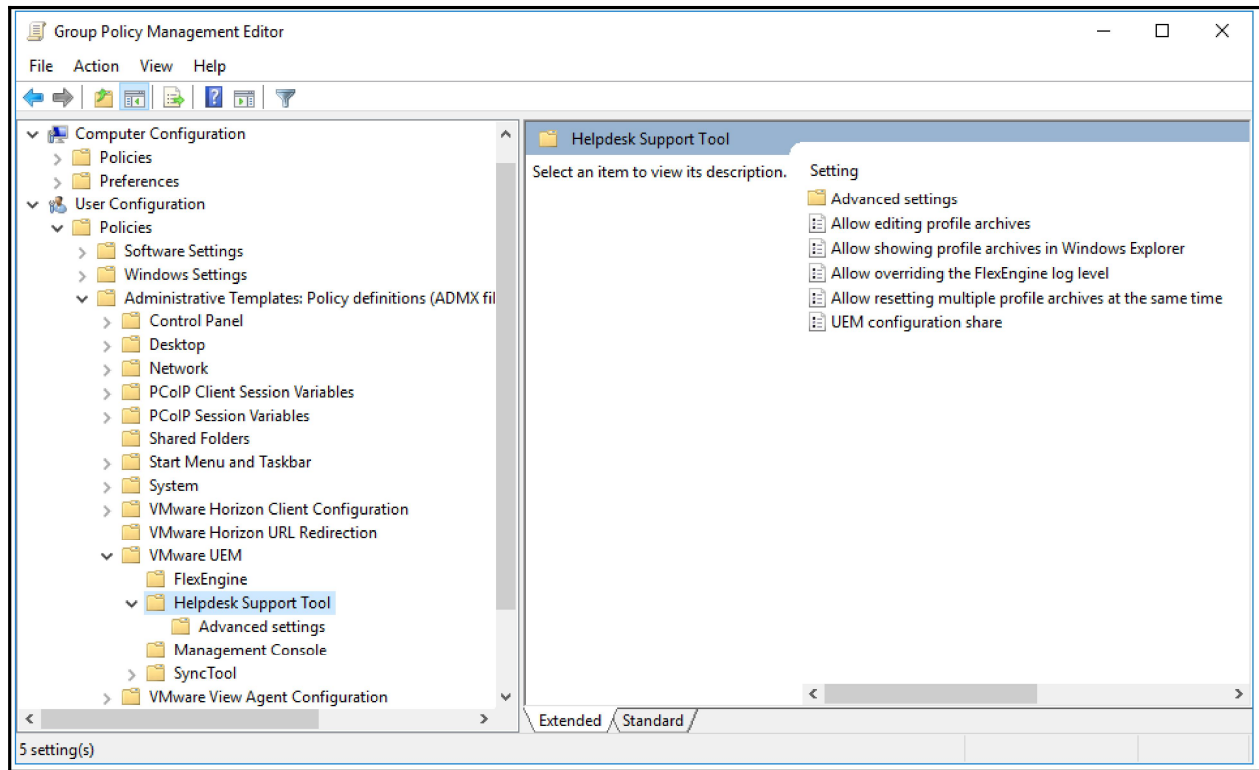 Group Policy Management Editor
File Action View Help
Computer Configuration
Policies
Preferences
User Configuration
Policies
Software Settings
Windows Settings
Administrative Templates: Policy definitions (ADMX fil
Control Panel
Desktop
Network
PCoIP Client Session Variables
PCoIP Session Variables
Shared Folders
Start Menu and Taskbar
System
VMware Horizon Client Configuration
VMware Horizon URL Redirection
VMware UEM
FlexEngine
Helpdesk Support Tool
Advanced settings
Management Console
SyncTool
VMware View Agent Configuration
Helpdesk Support Tool
Select an item to view its description.
Setting
Advanced settings
Allow editing profile archives
Allow showing profile archives in Windows Explorer
Allow overriding the FlexEngine log level
Allow resetting multiple profile archives at the same time
UEM configuration share
Extended Standard
5 setting(s)